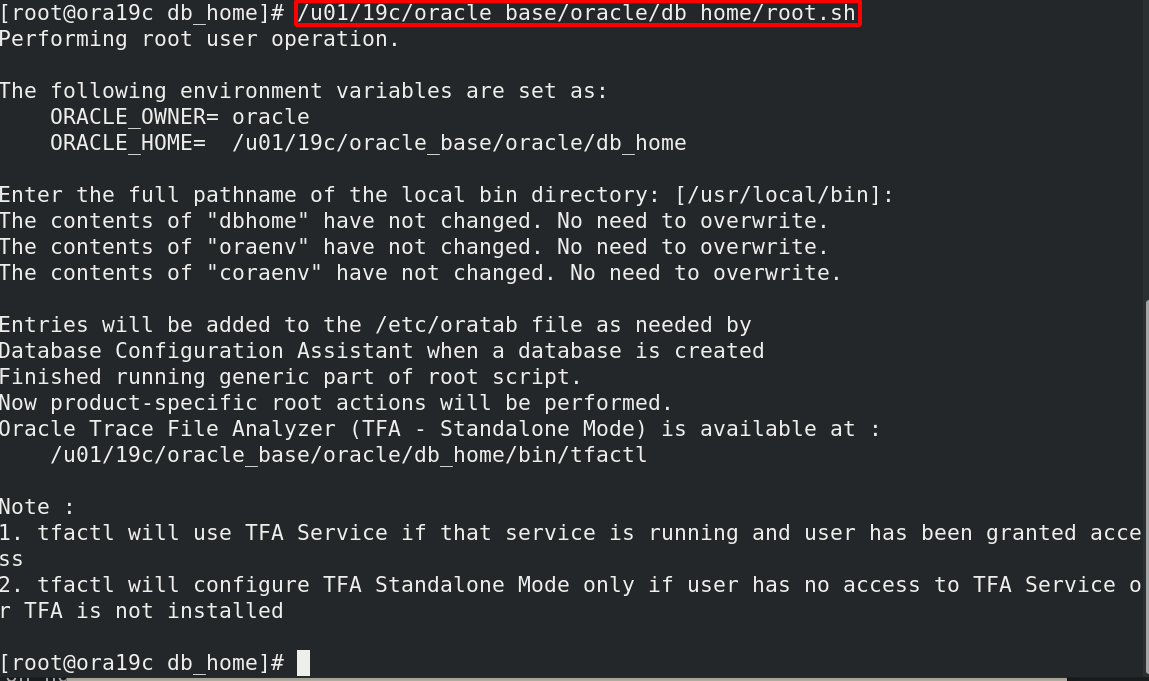 [root@ora19c db_home]# /u01/19c/oracle_base/oracle/db_home/root.sh
Performing root user operation.
The following environment variables are set as:
    ORACLE_OWNER= oracle
    ORACLE_HOME=  /u01/19c/oracle_base/oracle/db_home
Enter the full pathname of the local bin directory: [/usr/local/bin]:
The contents of "dbhome" have not changed. No need to overwrite.
The contents of "oraenv" have not changed. No need to overwrite.
The contents of "coraenv" have not changed. No need to overwrite.
Entries will be added to the /etc/oratab file as needed by
Database Configuration Assistant when a database is created
Finished running generic part of root script.
Now product-specific root actions will be performed.
Oracle Trace File Analyzer (TFA - Standalone Mode) is available at :
    /u01/19c/oracle_base/oracle/db_home/bin/tfactl
Note :
1. tfactl will use TFA Service if that service is running and user has been granted acce
ss
2. tfactl will configure TFA Standalone Mode only if user has no access to TFA Service o
r TFA is not installed
[root@ora19c db_home]#